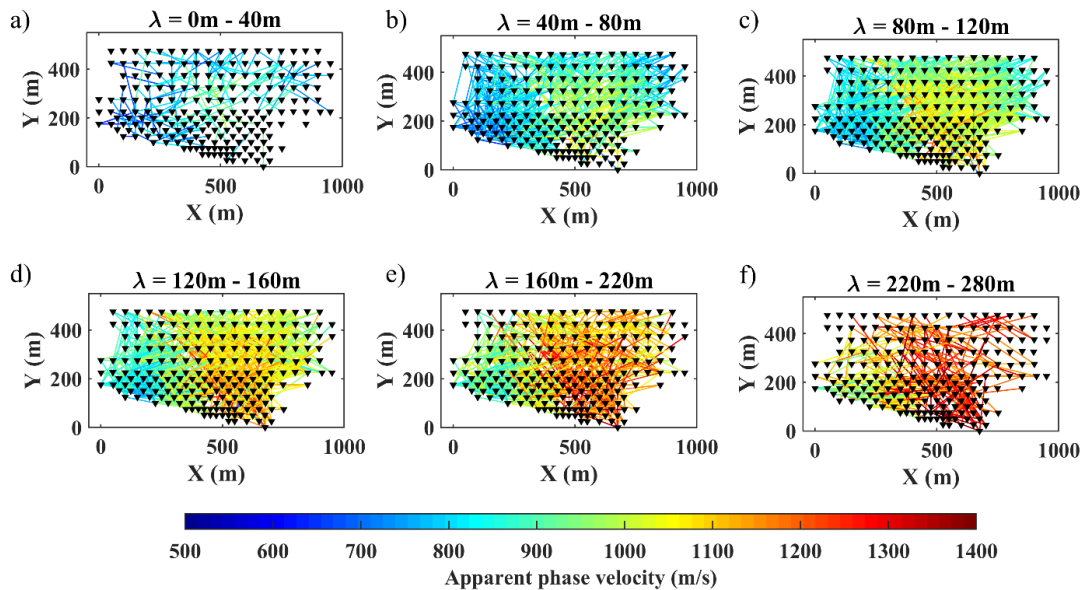 a) λ = 0m - 40m
Y (m)
400
200
0
0 500 1000
X (m)
b) λ = 40m - 80m
Y (m)
400
200
0
0 500 1000
X (m)
c) λ = 80m - 120m
Y (m)
400
200
0
0 500 1000
X (m)
d) λ = 120m - 160m
Y (m)
400
200
0
0 500 1000
X (m)
e) λ = 160m - 220m
Y (m)
400
200
0
0 500 1000
X (m)
f) λ = 220m - 280m
Y (m)
400
200
0
0 500 1000
X (m)
500 600 700 800 900 1000 1100 1200 1300 1400
Apparent phase velocity (m/s)